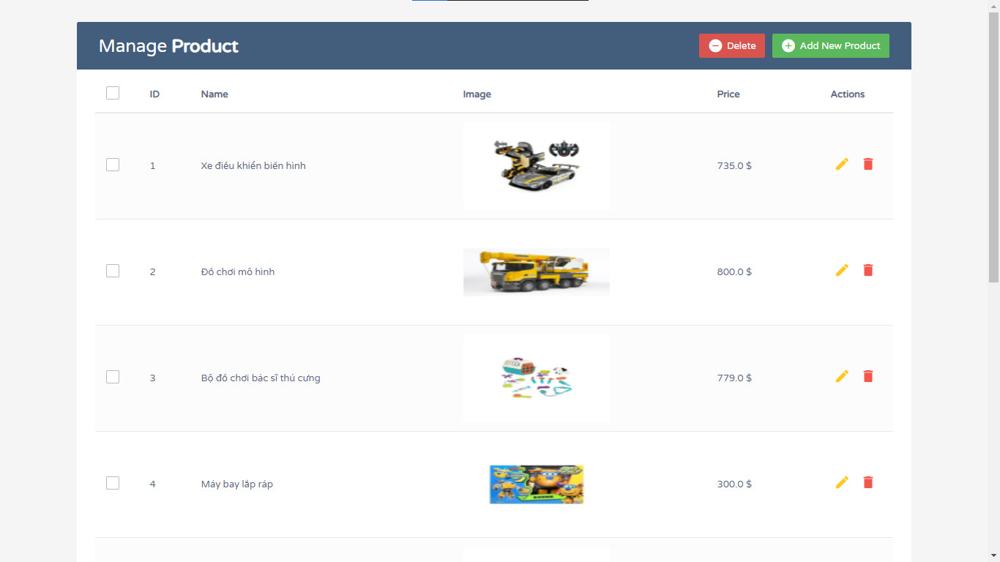 Manage Product
Delete
Add New Product
ID Name Image Price Actions
1 Xe điều khiển biến hình 735.0 $
2 Đồ chơi mô hình 800.0 $
3 Bộ đồ chơi bác sĩ thú cưng 779.0 $
4 Máy bay lắp ráp 300.0 $